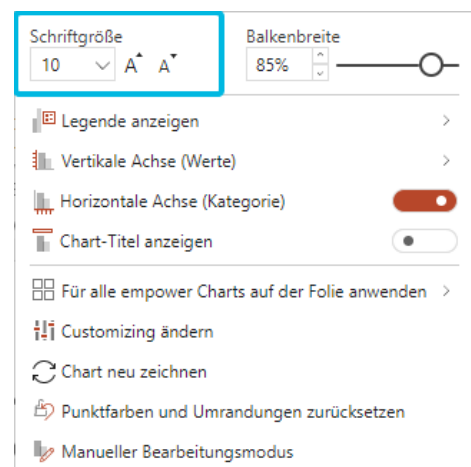 Schriftgröße Balkenbreite
10 A A 85%
Legende anzeigen
Vertikale Achse (Werte)
Horizontale Achse (Kategorie)
Chart-Titel anzeigen
Für alle empower Charts auf der Folie anwenden
Customizing ändern
Chart neu zeichnen
Punktfarben und Umrandungen zurücksetzen
Manueller Bearbeitungsmodus